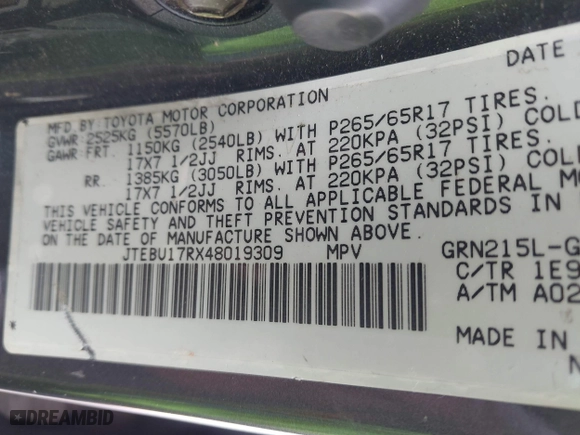 DATE
MFD.BY:TOYOTA MOTOR CORPORATION
GVWR 2525KG (5570LB)
GAWR FRT. 1150KG (2540LB) WITH P265/65R17 TIRES.
17X7 1/2JJ RIMS. AT 220KPA (32PSI) COLD
RR. 1385KG (3050LB) WITH P265/65R17 TIRES.
17X7 1/2JJ RIMS. AT 220KPA (32PSI) COL
THIS VEHICLE CONFORMS TO ALL APPLICABLE FEDERAL MO
VEHICLE SAFETY AND THEFT PREVENTION STANDARDS IN
ON THE DATE OF MANUFACTURE SHOWN ABOVE.
JTEBU17RX48019309 MPV GRN215L-G
C/TR 1E9
A/TM A02
MADE IN
DREAMBID